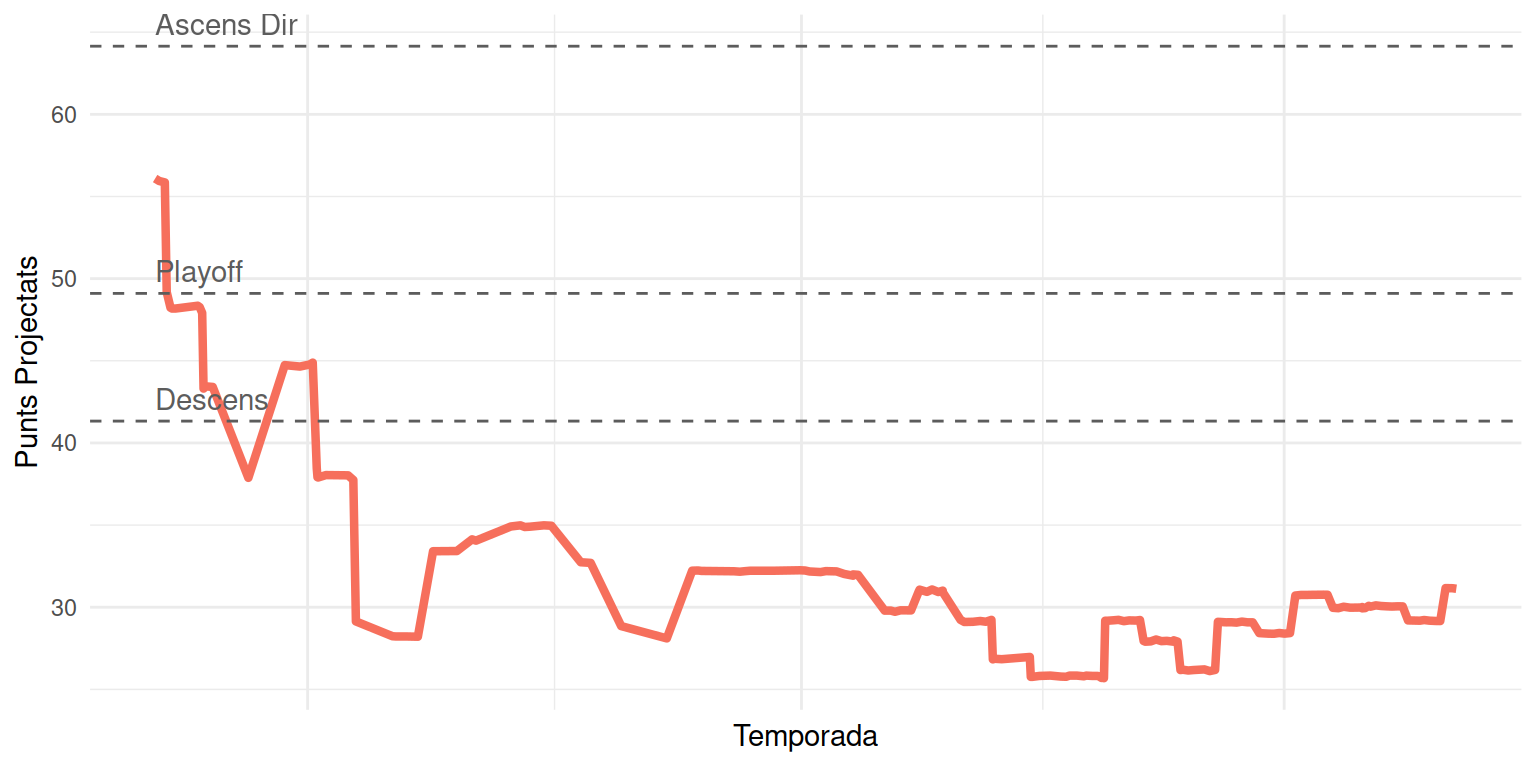 Ascens Dir
60
Playoff
50
Descens
40
30
Punts Projectats
Temporada